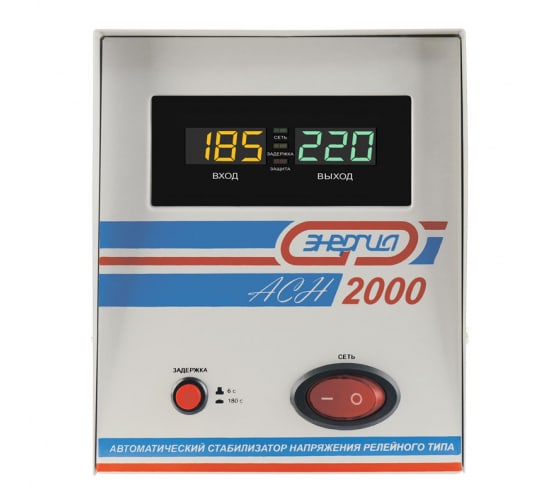 185 220
СЕТЬ
ЗАДЕРЖКА
ЗАЩИТА
ВХОД ВЫХОД
ЭНЕРГИЯ
АСН 2000
ЗАДЕРЖКА
6 с
180 с
СЕТЬ
АВТОМАТИЧЕСКИЙ СТАБИЛИЗАТОР НАПРЯЖЕНИЯ РЕЛЕЙНОГО ТИПА